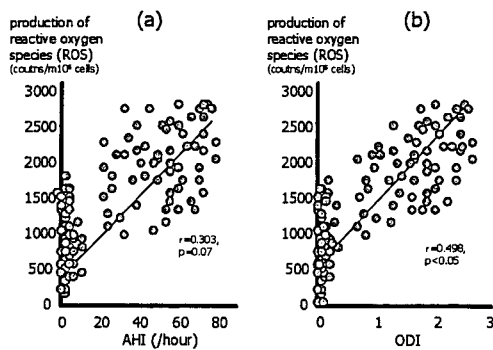 (a)
production of
reactive oxygen
species (ROS)
(coutns/m10⁶ cells)
3000
2500
2000
1500
1000
500
0
r=0.303,
p=0.07
0 20 40 60 80
AHI (/hour)
(b)
production of
reactive oxygen
species (ROS)
(coutns/m10⁶ cells)
3000
2500
2000
1500
1000
500
0
r=0.498,
p<0.05
0 1 2 3
ODI